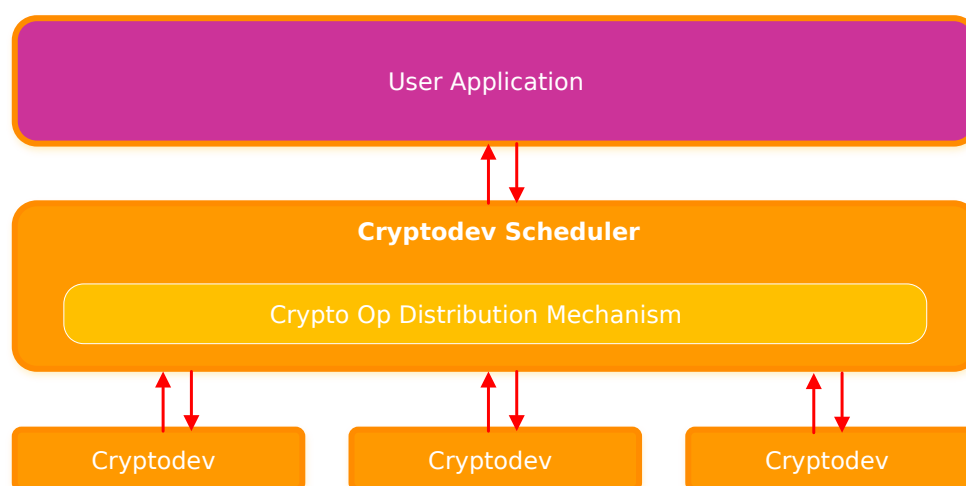 User Application
Cryptodev Scheduler
Crypto Op Distribution Mechanism
Cryptodev
Cryptodev
Cryptodev